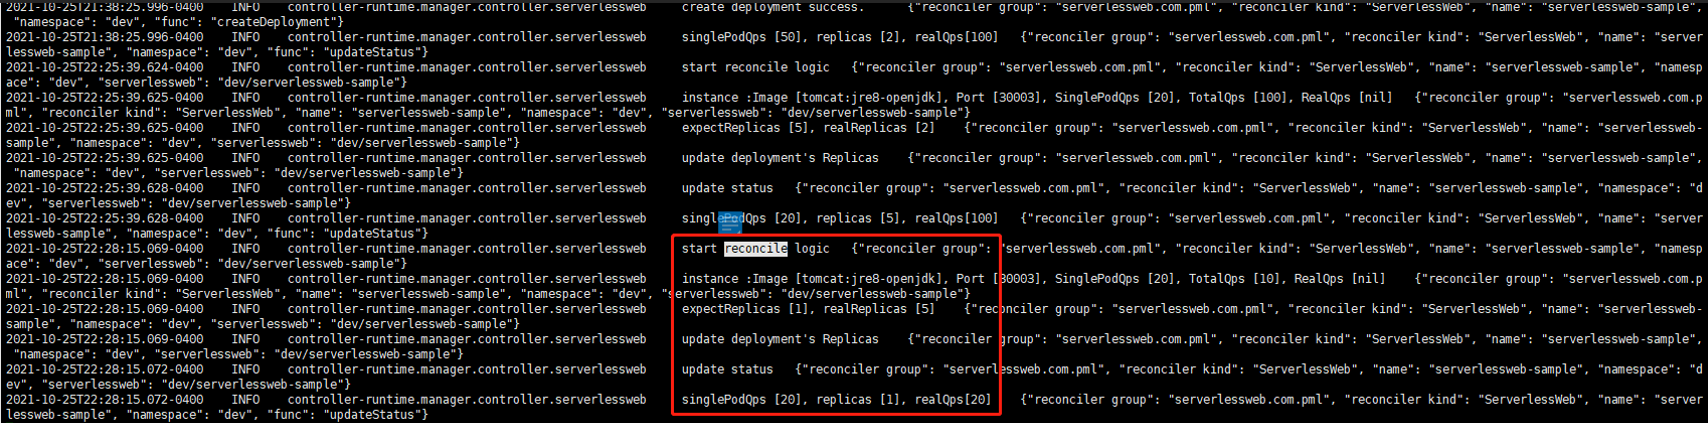 2021-10-25T21:38:25.996-0400    INFO    controller-runtime.manager.controller.serverlessweb     create deployment success.      {"reconciler group": "serverlessweb.com.pml", "reconciler kind": "ServerlessWeb", "name": "serverlessweb-sample",
 "namespace": "dev", "func": "createDeployment"}
2021-10-25T21:38:25.996-0400    INFO    controller-runtime.manager.controller.serverlessweb     singlePodQps [50], replicas [2], realQps[100]   {"reconciler group": "serverlessweb.com.pml", "reconciler kind": "ServerlessWeb", "name": "server
lessweb-sample", "namespace": "dev", "func": "updateStatus"}
2021-10-25T22:25:39.624-0400    INFO    controller-runtime.manager.controller.serverlessweb     start reconcile logic   {"reconciler group": "serverlessweb.com.pml", "reconciler kind": "ServerlessWeb", "name": "serverlessweb-sample", "namesp
ace": "dev", "serverlessweb": "dev/serverlessweb-sample"}
2021-10-25T22:25:39.625-0400    INFO    controller-runtime.manager.controller.serverlessweb     instance :Image [tomcat:jre8-openjdk], Port [30003], SinglePodQps [20], TotalQps [100], RealQps [nil]   {"reconciler group": "serverlessweb.com.p
ml", "reconciler kind": "ServerlessWeb", "name": "serverlessweb-sample", "namespace": "dev", "serverlessweb": "dev/serverlessweb-sample"}
2021-10-25T22:25:39.625-0400    INFO    controller-runtime.manager.controller.serverlessweb     expectReplicas [5], realReplicas [2]    {"reconciler group": "serverlessweb.com.pml", "reconciler kind": "ServerlessWeb", "name": "serverlessweb-
sample", "namespace": "dev", "serverlessweb": "dev/serverlessweb-sample"}
2021-10-25T22:25:39.625-0400    INFO    controller-runtime.manager.controller.serverlessweb     update deployment's Replicas    {"reconciler group": "serverlessweb.com.pml", "reconciler kind": "ServerlessWeb", "name": "serverlessweb-sample",
 "namespace": "dev", "serverlessweb": "dev/serverlessweb-sample"}
2021-10-25T22:25:39.628-0400    INFO    controller-runtime.manager.controller.serverlessweb     update status   {"reconciler group": "serverlessweb.com.pml", "reconciler kind": "ServerlessWeb", "name": "serverlessweb-sample", "namespace": "d
ev", "serverlessweb": "dev/serverlessweb-sample"}
2021-10-25T22:25:39.628-0400    INFO    controller-runtime.manager.controller.serverlessweb     singlePodQps [20], replicas [5], realQps[100]   {"reconciler group": "serverlessweb.com.pml", "reconciler kind": "ServerlessWeb", "name": "server
lessweb-sample", "namespace": "dev", "func": "updateStatus"}
2021-10-25T22:28:15.069-0400    INFO    controller-runtime.manager.controller.serverlessweb     start reconcile logic   {"reconciler group": "serverlessweb.com.pml", "reconciler kind": "ServerlessWeb", "name": "serverlessweb-sample", "namesp
ace": "dev", "serverlessweb": "dev/serverlessweb-sample"}
2021-10-25T22:28:15.069-0400    INFO    controller-runtime.manager.controller.serverlessweb     instance :Image [tomcat:jre8-openjdk], Port [30003], SinglePodQps [20], TotalQps [10], RealQps [nil]    {"reconciler group": "serverlessweb.com.p
ml", "reconciler kind": "ServerlessWeb", "name": "serverlessweb-sample", "namespace": "dev", "serverlessweb": "dev/serverlessweb-sample"}
2021-10-25T22:28:15.069-0400    INFO    controller-runtime.manager.controller.serverlessweb     expectReplicas [1], realReplicas [5]    {"reconciler group": "serverlessweb.com.pml", "reconciler kind": "ServerlessWeb", "name": "serverlessweb-
sample", "namespace": "dev", "serverlessweb": "dev/serverlessweb-sample"}
2021-10-25T22:28:15.069-0400    INFO    controller-runtime.manager.controller.serverlessweb     update deployment's Replicas    {"reconciler group": "serverlessweb.com.pml", "reconciler kind": "ServerlessWeb", "name": "serverlessweb-sample",
 "namespace": "dev", "serverlessweb": "dev/serverlessweb-sample"}
2021-10-25T22:28:15.072-0400    INFO    controller-runtime.manager.controller.serverlessweb     update status   {"reconciler group": "serverlessweb.com.pml", "reconciler kind": "ServerlessWeb", "name": "serverlessweb-sample", "namespace": "d
ev", "serverlessweb": "dev/serverlessweb-sample"}
2021-10-25T22:28:15.072-0400    INFO    controller-runtime.manager.controller.serverlessweb     singlePodQps [20], replicas [1], realQps[20]    {"reconciler group": "serverlessweb.com.pml", "reconciler kind": "ServerlessWeb", "name": "server
lessweb-sample", "namespace": "dev", "func": "updateStatus"}